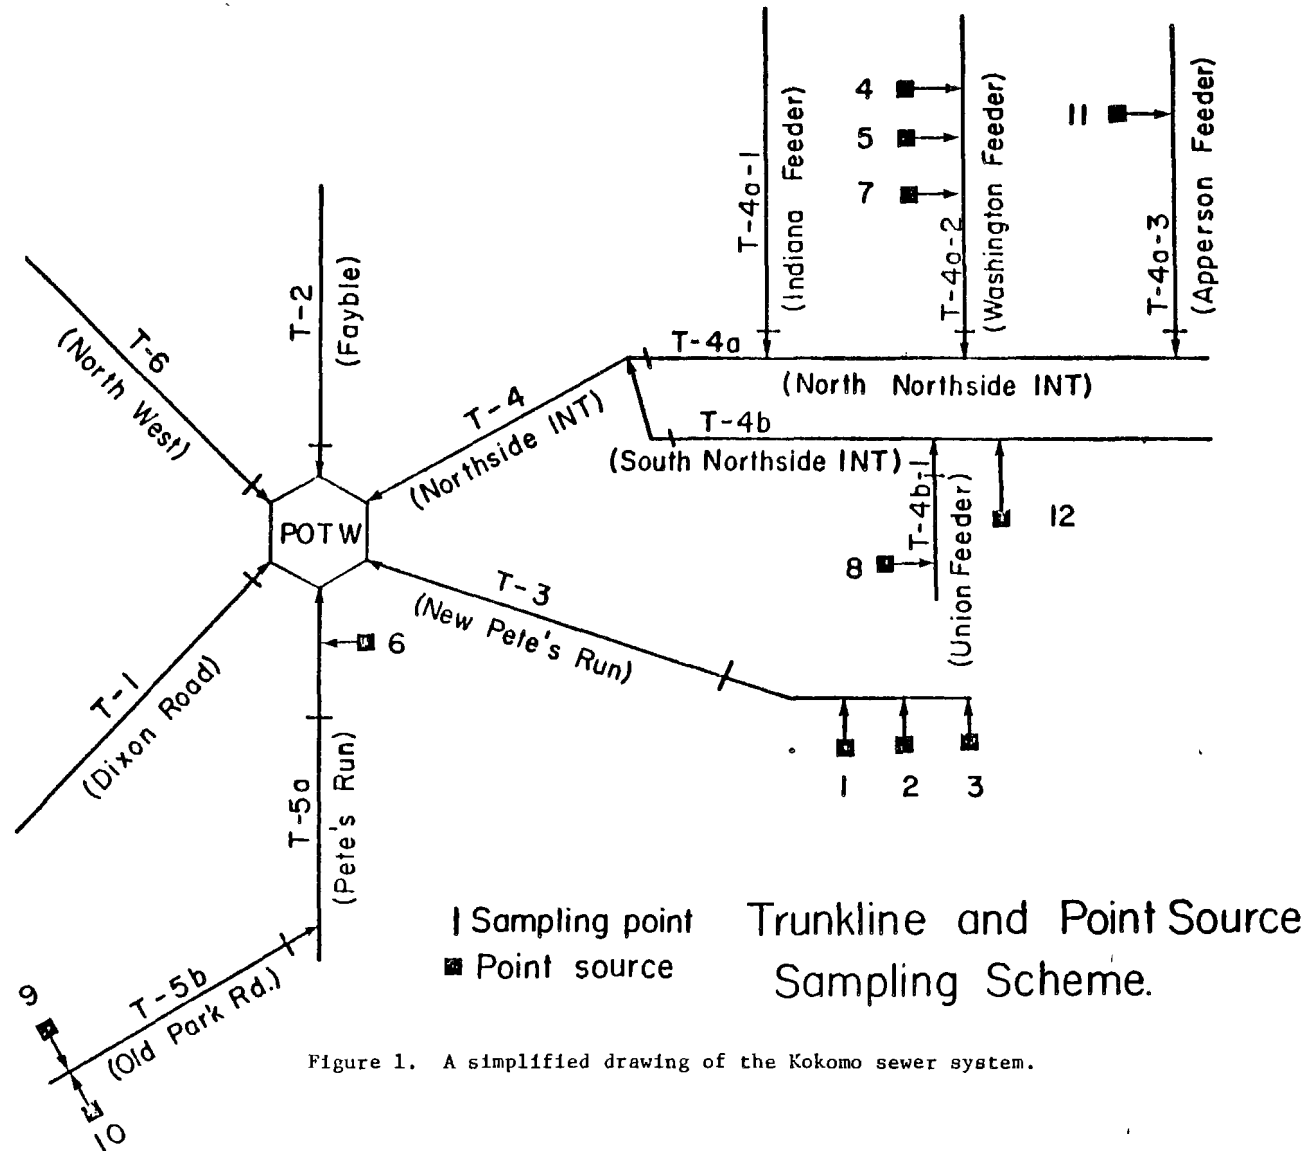 4
5
7
11
T-4a-1
(Indiana Feeder)
T-4a-2
(Washington Feeder)
T-4a-3
(Apperson Feeder)
T-6
(North West)
T-2
(Fayble)
T-4
(Northside INT)
T-4a
(North Northside INT)
T-4b
(South Northside INT)
T-4b-1
(Union Feeder)
8
12
POTW
T-3
(New Pete's Run)
6
1 2 3
T-1
(Dixon Road)
T-5a
(Pete's Run)
T-5b
(Old Park Rd.)
9
10
Sampling point
Point source
Trunkline and Point Source
Sampling Scheme.
Figure 1. A simplified drawing of the Kokomo sewer system.